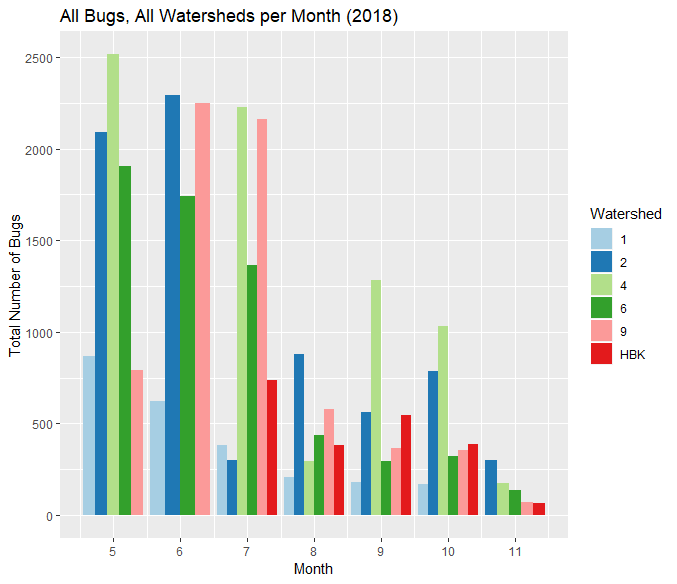 All Bugs, All Watersheds per Month (2018)
Total Number of Bugs
2500
2000
1500
1000
500
0
5 6 7 8 9 10 11
Month
Watershed
1
2
4
6
9
HBK